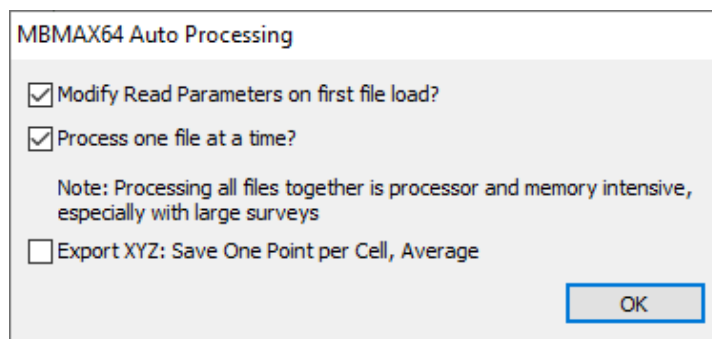 MBMAX64 Auto Processing
Modify Read Parameters on first file load?
Process one file at a time?
Note: Processing all files together is processor and memory intensive,
especially with large surveys
Export XYZ: Save One Point per Cell, Average
OK